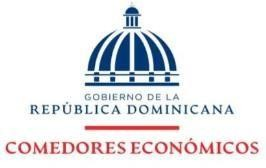 GOBIERNO DE LA
REPÚBLICA DOMINICANA
COMEDORES ECONÓMICOS